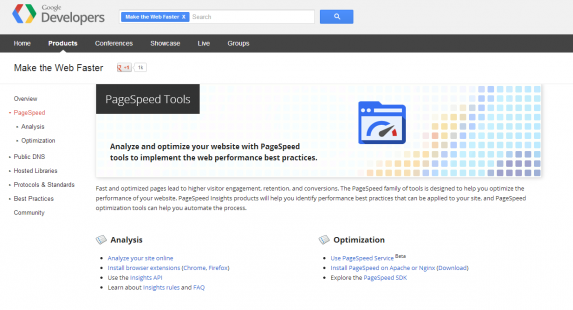 Google
Developers
Make the Web Faster X Search
Home Products Conferences Showcase Live Groups
Make the Web Faster
+1
Overview
PageSpeed
Analysis
Optimization
Public DNS
Hosted Libraries
Protocols & Standards
Best Practices
Community
PageSpeed Tools
Analyze and optimize your website with PageSpeed
tools to implement the web performance best practices.
Fast and optimized pages lead to higher visitor engagement, retention, and conversions. The PageSpeed family of tools is designed to help you optimize the
performance of your website. PageSpeed Insights products will help you identify performance best practices that can be applied to your site, and PageSpeed
optimization tools can help you automate the process.
Analysis
Analyze your site online
Install browser extensions (Chrome, Firefox)
Use the Insights API
Learn about Insights rules and FAQ
Optimization
Use PageSpeed Service Beta
Install PageSpeed on Apache or Nginx (Download)
Explore the PageSpeed SDK